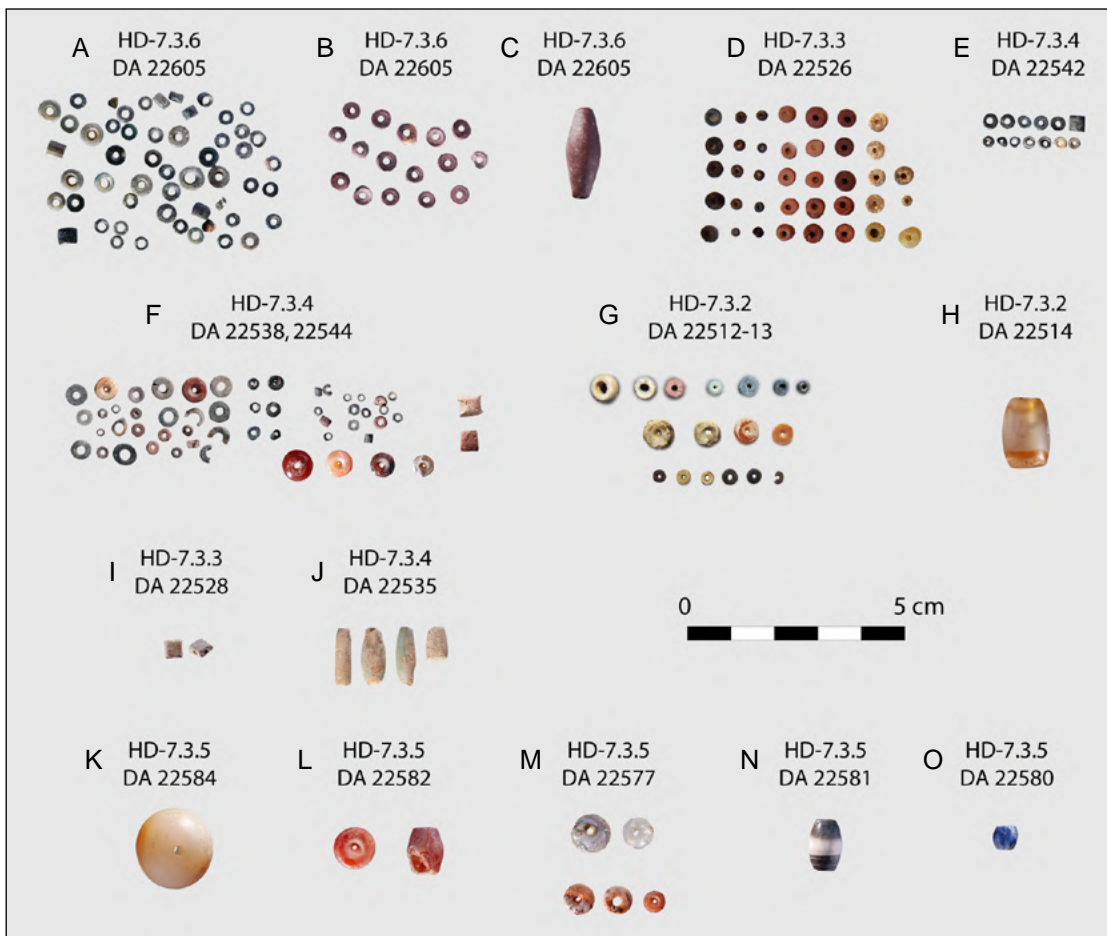 A HD-7.3.6
DA 22605
B HD-7.3.6
DA 22605
C HD-7.3.6
DA 22605
D HD-7.3.3
DA 22526
E HD-7.3.4
DA 22542
F HD-7.3.4
DA 22538, 22544
G HD-7.3.2
DA 22512-13
H HD-7.3.2
DA 22514
I HD-7.3.3
DA 22528
J HD-7.3.4
DA 22535
0 5 cm
K HD-7.3.5
DA 22584
L HD-7.3.5
DA 22582
M HD-7.3.5
DA 22577
N HD-7.3.5
DA 22581
O HD-7.3.5
DA 22580